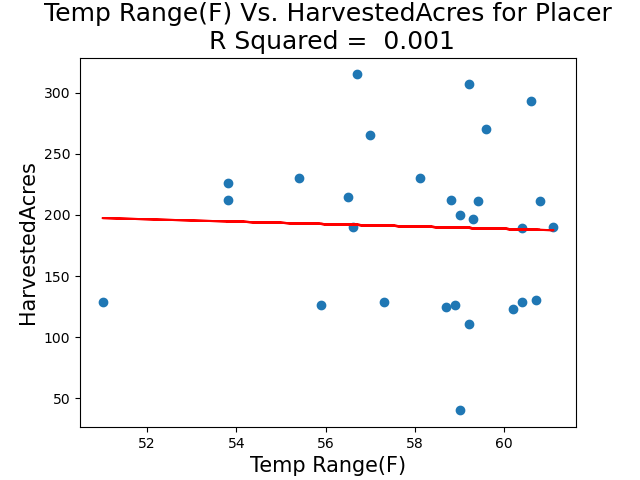 Temp Range(F) Vs. HarvestedAcres for Placer
R Squared =  0.001
300
250
200
150
100
50
HarvestedAcres
52 54 56 58 60
Temp Range(F)